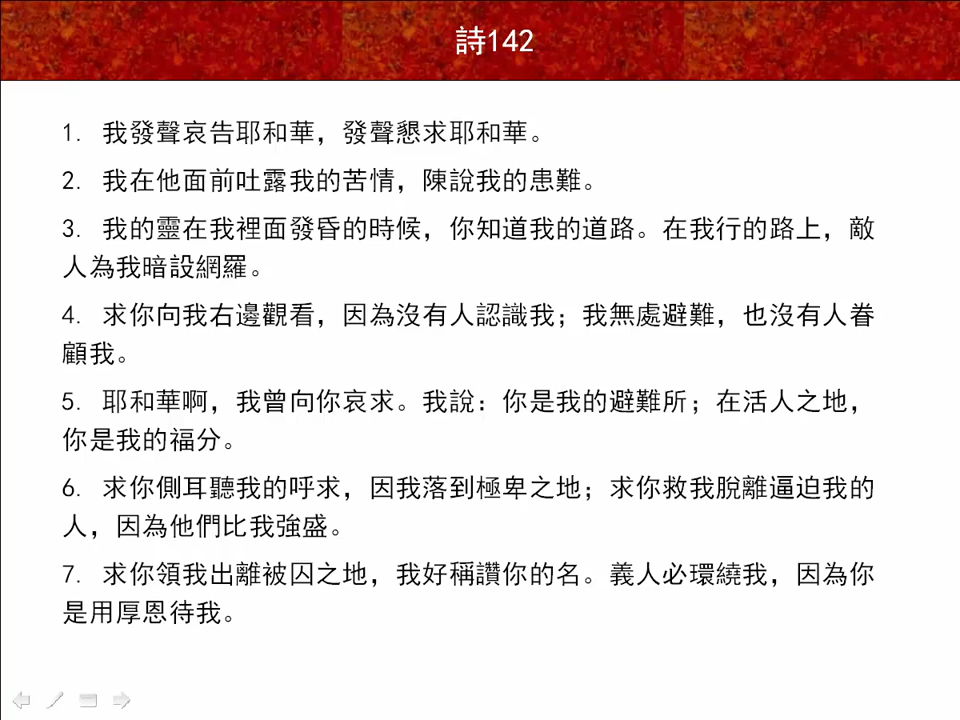 詩142
1. 我發聲哀告耶和華，發聲懇求耶和華。
2. 我在他面前吐露我的苦情，陳說我的患難。
3. 我的靈在我裡面發昏的時候，你知道我的道路。在我行的路上，敵
人為我暗設網羅。
4. 求你向我右邊觀看，因為沒有人認識我；我無處避難，也沒有人眷
顧我。
5. 耶和華啊，我曾向你哀求。我說：你是我的避難所；在活人之地，
你是我的福分。
6. 求你側耳聽我的呼求，因我落到極卑之地；求你救我脫離逼迫我的
人，因為他們比我強盛。
7. 求你領我出離被囚之地，我好稱讚你的名。義人必環繞我，因為你
是用厚恩待我。